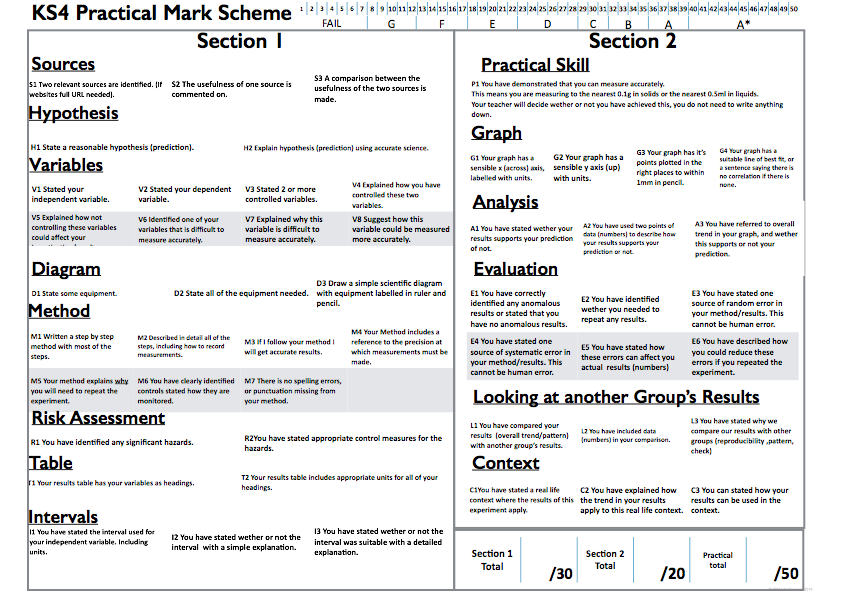 KS4 Practical Mark Scheme
1 2 3 4 5 6 7 8 9 10 11 12 13 14 15 16 17 18 19 20 21 22 23 24 25 26 27 28 29 30 31 32 33 34 35 36 37 38 39 40 41 42 43 44 45 46 47 48 49 50
FAIL G F E D C B A A*
Section 1
Sources
S1 Two relevant sources are identified. (If
websites full URL needed).
S2 The usefulness of one source is
commented on.
S3 A comparison between the
usefulness of the two sources is
made.
Hypothesis
H1 State a reasonable hypothesis (prediction).
H2 Explain hypothesis (prediction) using accurate science.
Variables
V1 Stated your
independent variable.
V2 Stated your dependent
variable.
V3 Stated 2 or more
controlled variables.
V4 Explained how you have
controlled these two
variables.
V5 Explained how not
controlling these variables
could affect your
V6 Identified one of your
variables that is difficult to
measure accurately.
V7 Explained why this
variable is difficult to
measure accurately.
V8 Suggest how this
variable could be measured
more accurately.
Diagram
D1 State some equipment.
D2 State all of the equipment needed.
D3 Draw a simple scientific diagram
with equipment labelled in ruler and
pencil.
Method
M1 Written a step by step
method with most of the
steps.
M2 Described in detail all of the
steps, including how to record
measurements.
M3 If I follow your method I
will get accurate results.
M4 Your Method includes a
reference to the precision at
which measurements must be
made.
M5 Your method explains why
you will need to repeat the
experiment.
M6 You have clearly identified
controls stated how they are
monitored.
M7 There is no spelling errors,
or punctuation missing from
your method.
Risk Assessment
R1 You have identified any significant hazards.
R2You have stated appropriate control measures for the
hazards.
Table
T1 Your results table has your variables as headings.
T2 Your results table includes appropriate units for all of your
headings.
Intervals
I1 You have stated the interval used for
your independent variable. Including
units.
I2 You have stated wether or not the
interval with a simple explanation.
I3 You have stated wether or not the
interval was suitable with a detailed
explanation.
Section 2
Practical Skill
P1 You have demonstrated that you can measure accurately.
This means you are measuring to the nearest 0.1g in solids or the nearest 0.5ml in liquids.
Your teacher will decide wether or not you have achieved this, you do not need to write anything
down.
Graph
G1 Your graph has a
sensible x (across) axis,
labelled with units.
G2 Your graph has a
sensible y axis (up)
with units.
G3 Your graph has it's
points plotted in the
right places to within
1mm in pencil.
G4 Your graph has a
suitable line of best fit, or
a sentence saying there is
no correlation if there is
none.
Analysis
A1 You have stated wether your
results supports your prediction
of not.
A2 You have used two points of
data (numbers) to describe how
your results supports your
prediction or not.
A3 You have referred to overall
trend in your graph, and wether
this supports or not your
prediction.
Evaluation
E1 You have correctly
identified any anomalous
results or stated that you
have no anomalous results.
E2 You have identified
wether you needed to
repeat any results.
E3 You have stated one
source of random error in
your method/results. This
cannot be human error.
E4 You have stated one
source of systematic error in
your method/results. This
cannot be human error.
E5 You have stated how
these errors can affect you
actual results (numbers)
E6 You have described how
you could reduce these
errors if you repeated the
experiment.
Looking at another Group's Results
L1 You have compared your
results (overall trend/pattern)
with another group's results.
L2 You have included data
(numbers) in your comparison.
L3 You have stated why we
compare our results with other
groups (reproducibility ,pattern,
check)
Context
C1You have stated a real life
context where the results of this
experiment apply.
C2 You have explained how
the trend in your results
apply to this real life context.
C3 You can stated how your
results can be used in the
context.
Section 1
Total
/30
Section 2
Total
/20
Practical
total
/50